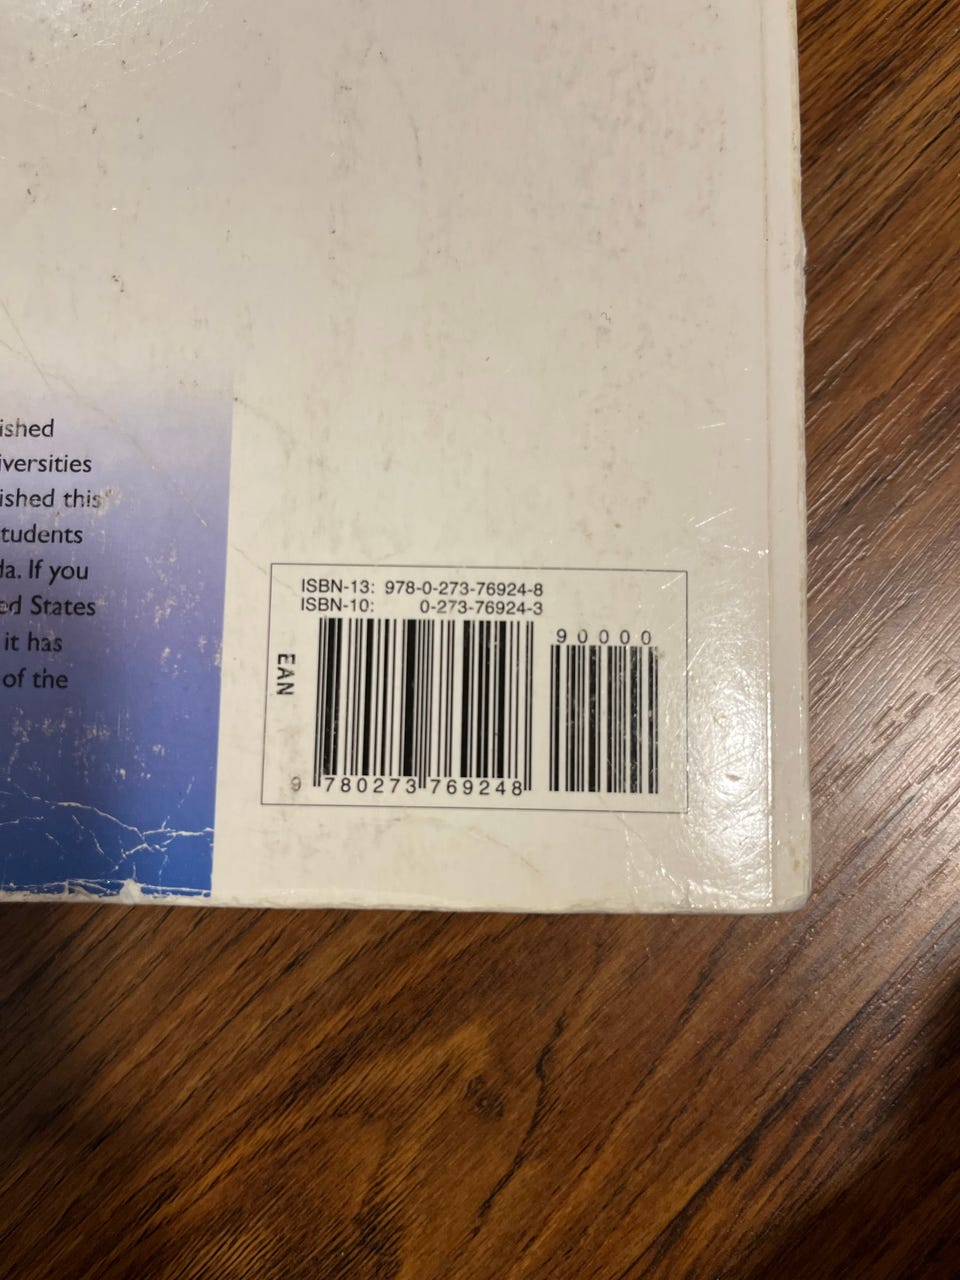 ished
iversities
ished this
tudents
da. If you
ed States
it has
of the
ISBN-13: 978-0-273-76924-8
ISBN-10: 0-273-76924-3
90000
EAN
9 780273 769248